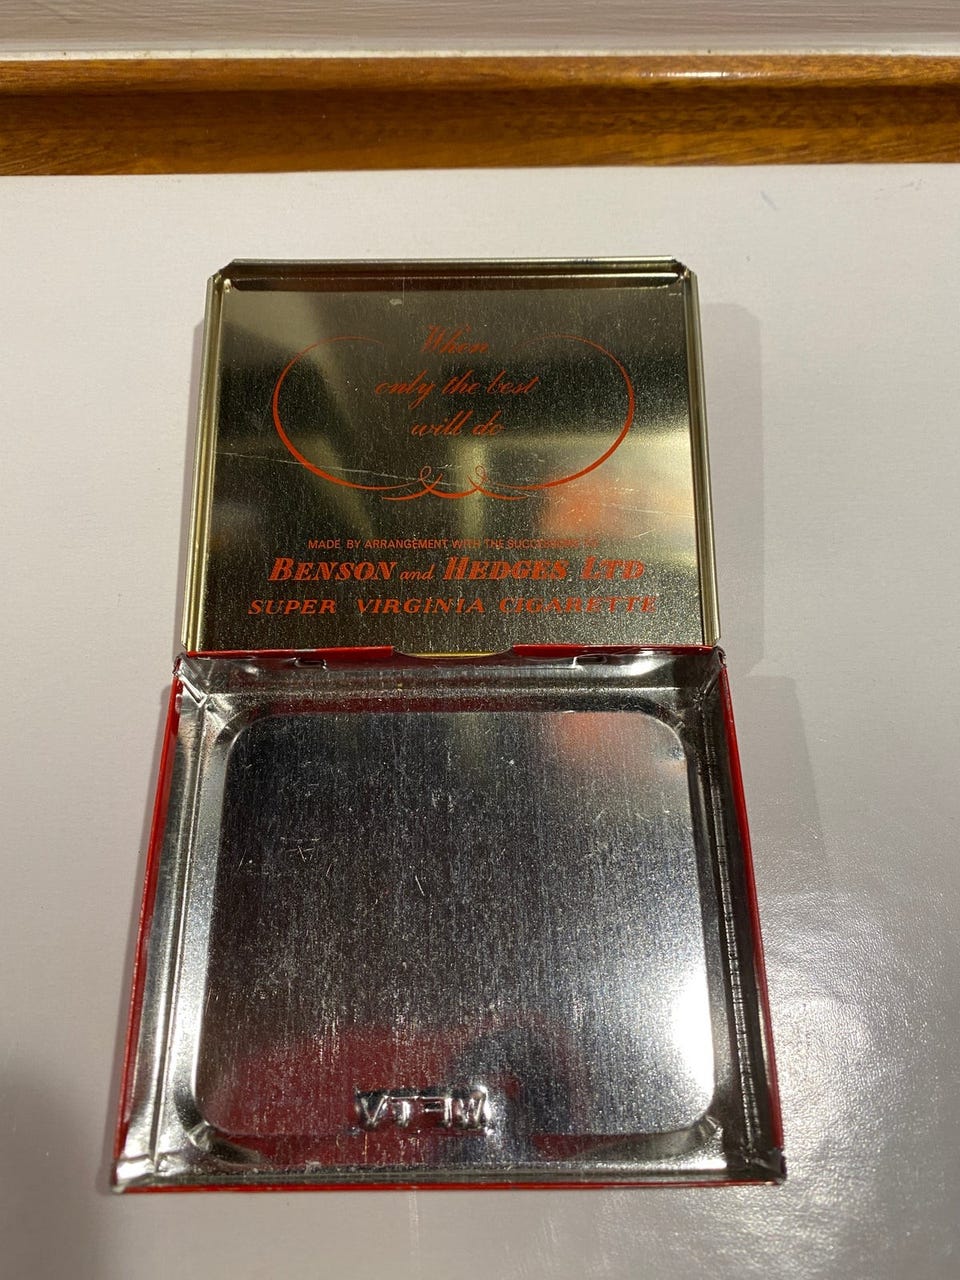 When
only the best
will do
MADE BY ARRANGEMENT WITH THE SUCCESSORS TO
BENSON and HEDGES LTD
SUPER VIRGINIA CIGARETTE